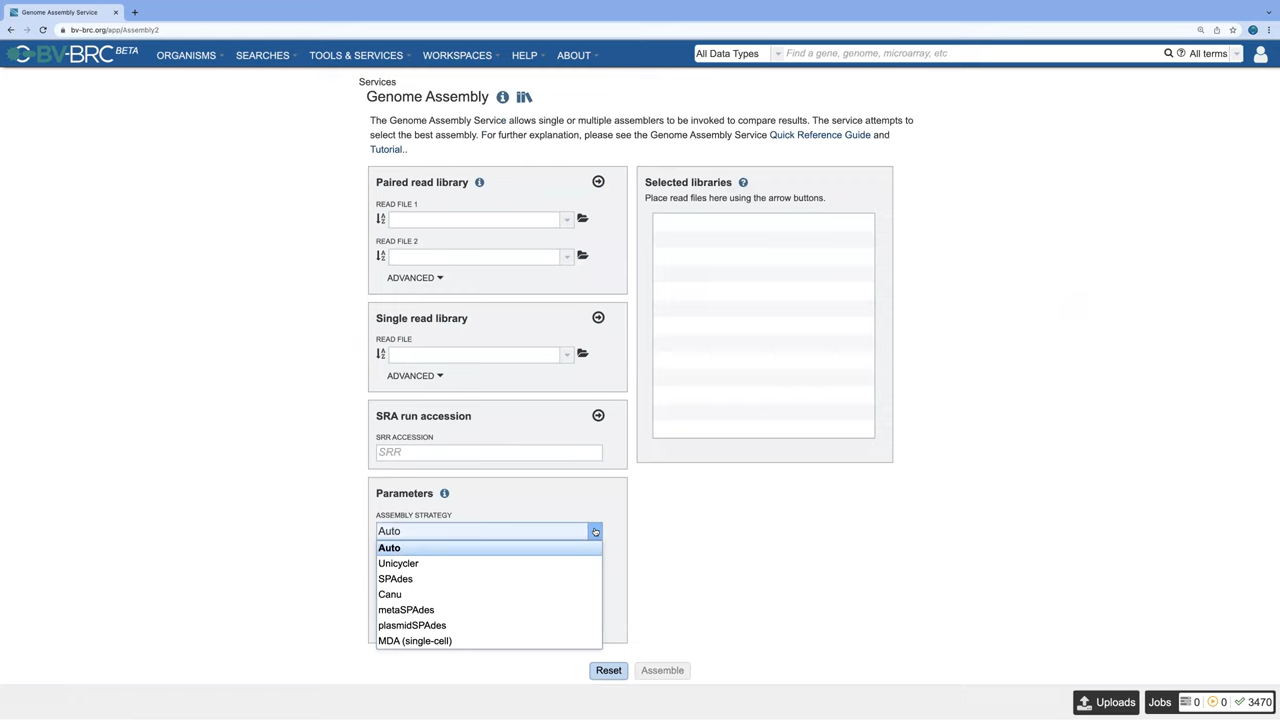 Genome Assembly Service
bv-brc.org/app/Assembly2
BV-BRC BETA
ORGANISMS
SEARCHES
TOOLS & SERVICES
WORKSPACES
HELP
ABOUT
All Data Types
Find a gene, genome, microarray, etc
All terms
Services
Genome Assembly
The Genome Assembly Service allows single or multiple assemblers to be invoked to compare results. The service attempts to
select the best assembly. For further explanation, please see the Genome Assembly Service Quick Reference Guide and
Tutorial..
Paired read library
READ FILE 1
READ FILE 2
ADVANCED
Single read library
READ FILE
ADVANCED
SRA run accession
SRR ACCESSION
SRR
Parameters
ASSEMBLY STRATEGY
Auto
Auto
Unicycler
SPAdes
Canu
metaSPAdes
plasmidSPAdes
MDA (single-cell)
Selected libraries
Place read files here using the arrow buttons.
Reset
Assemble
Uploads
Jobs
0
0
3470